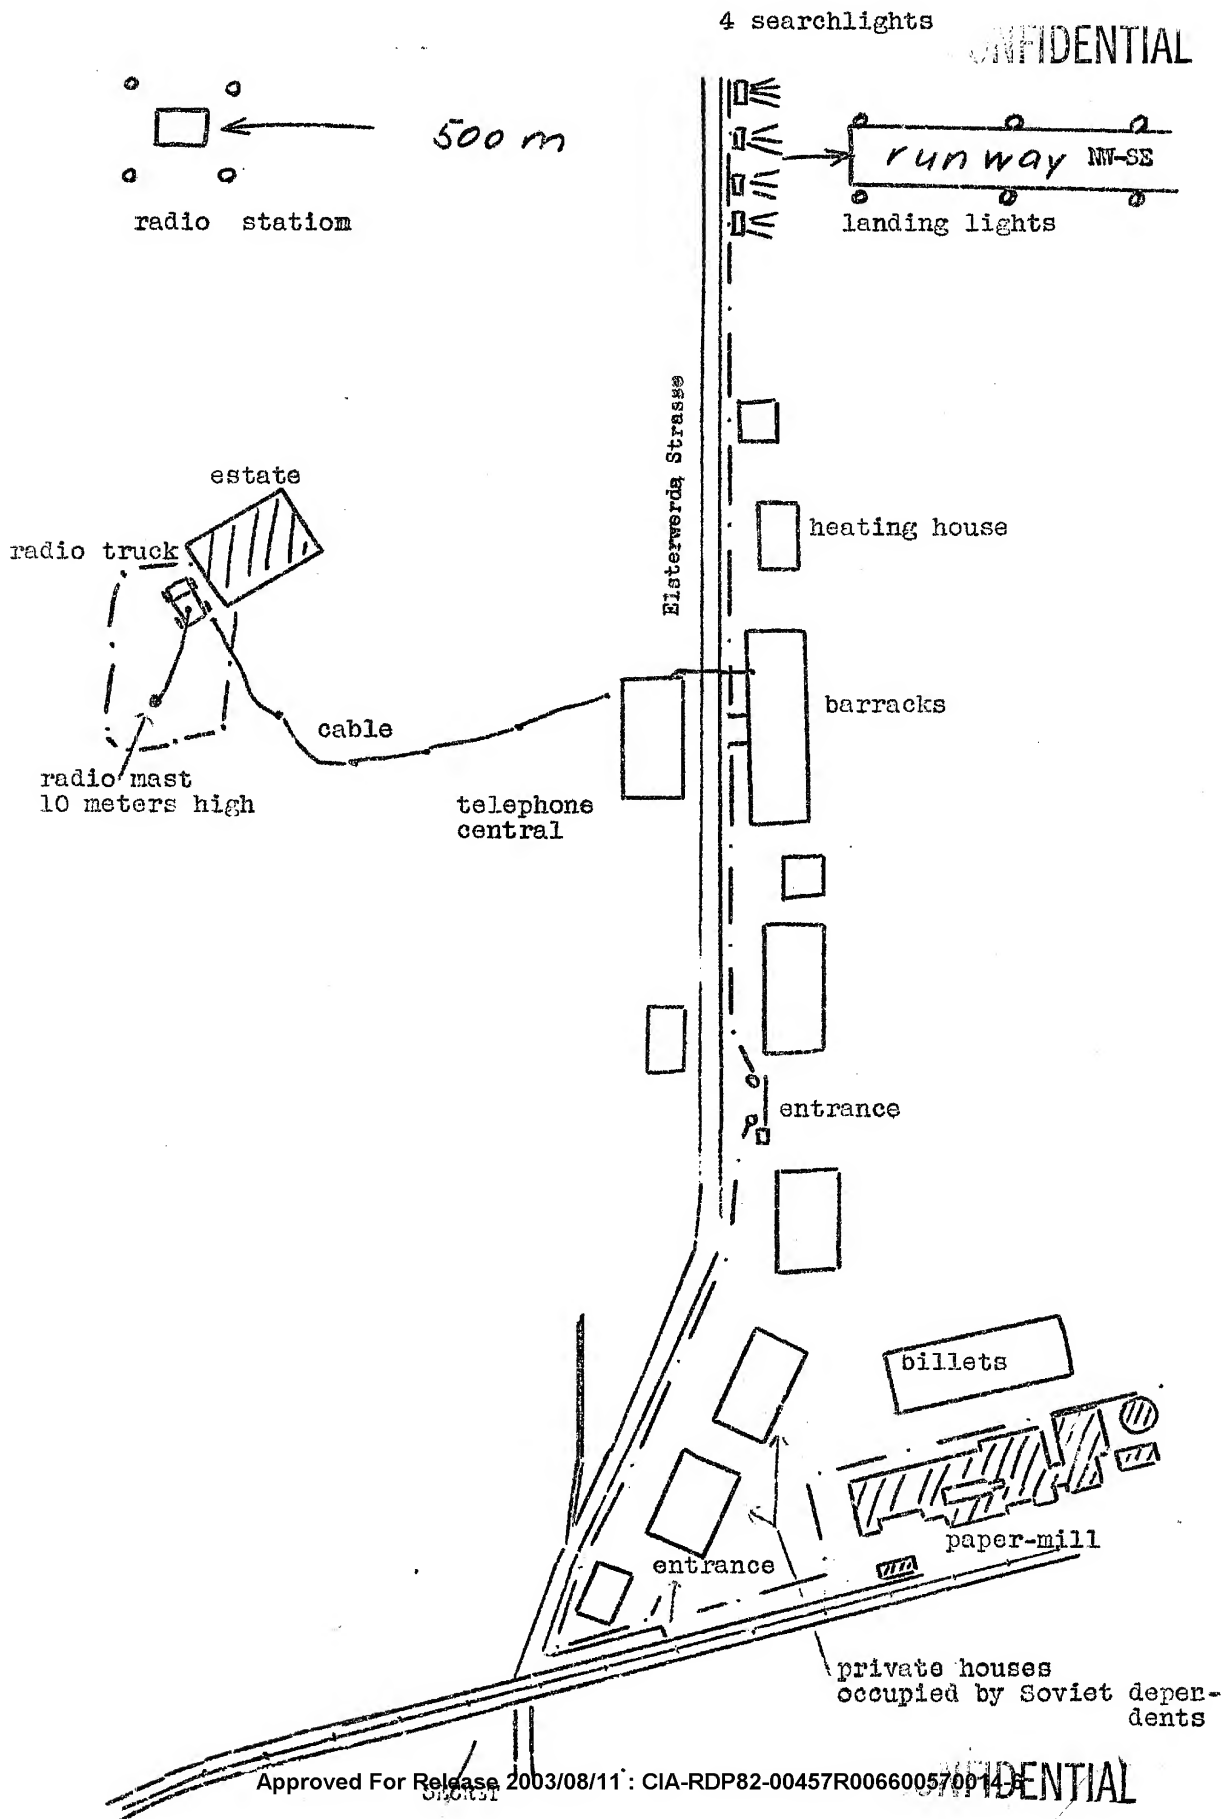 4 searchlights
CONFIDENTIAL
500 m
runway NW-SE
radio statiom
landing lights
Elsterwerda Strasse
estate
heating house
radio truck
barracks
cable
radio mast
10 meters high
telephone
central
entrance
billets
paper-mill
entrance
private houses
occupied by Soviet depen-
dents
Approved For Release 2003/08/11 : CIA-RDP82-00457R006600570014-6
SECRET
CONFIDENTIAL